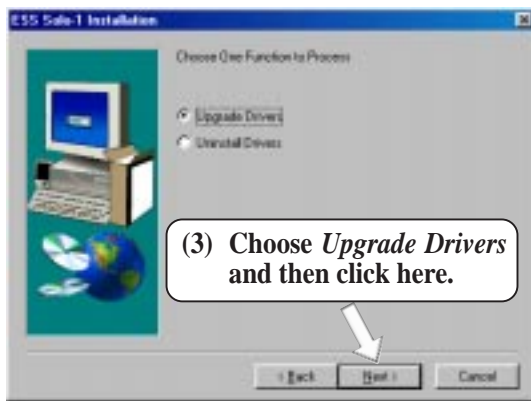 ESS Solo-1 Installation
Choose One Function to Process
Upgrade Drivers
Uninstall Drivers
(3) Choose Upgrade Drivers
and then click here.
< Back
Next >
Cancel